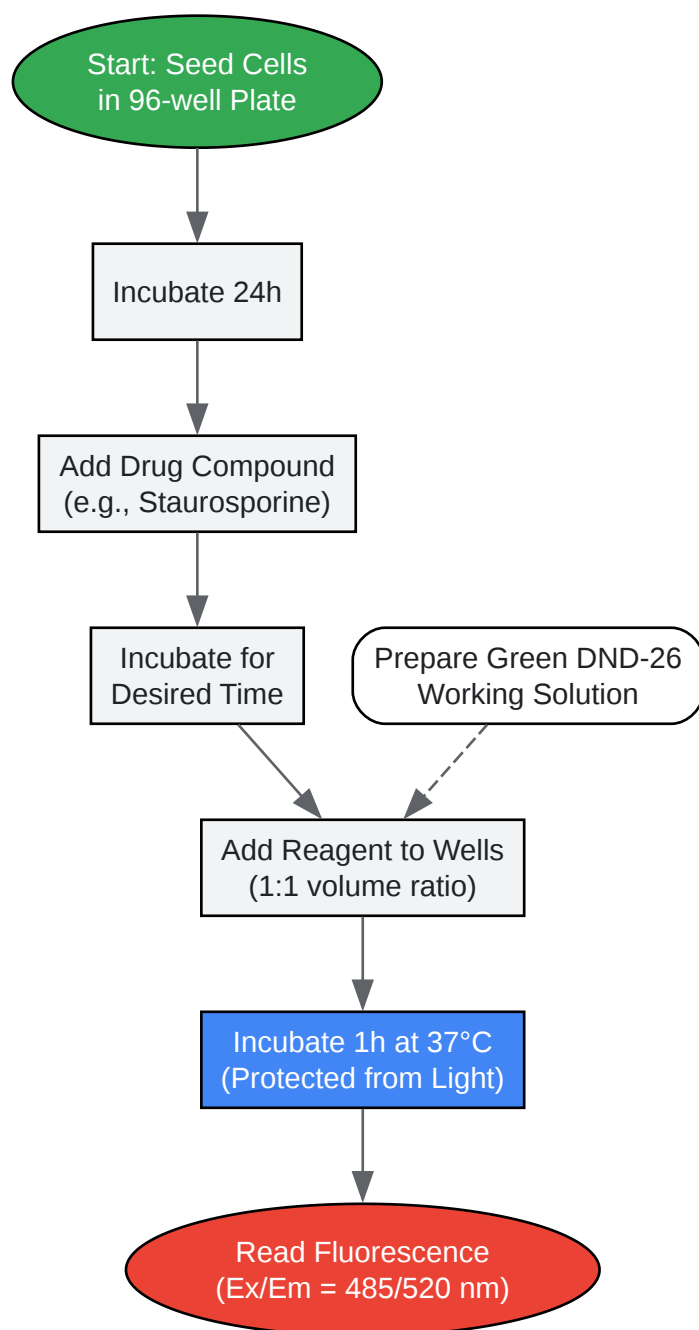 Start: Seed Cells
in 96-well Plate
Incubate 24h
Add Drug Compound
(e.g., Staurosporine)
Incubate for
Desired Time
Prepare Green DND-26
Working Solution
Add Reagent to Wells
(1:1 volume ratio)
Incubate 1h at 37°C
(Protected from Light)
Read Fluorescence
(Ex/Em = 485/520 nm)